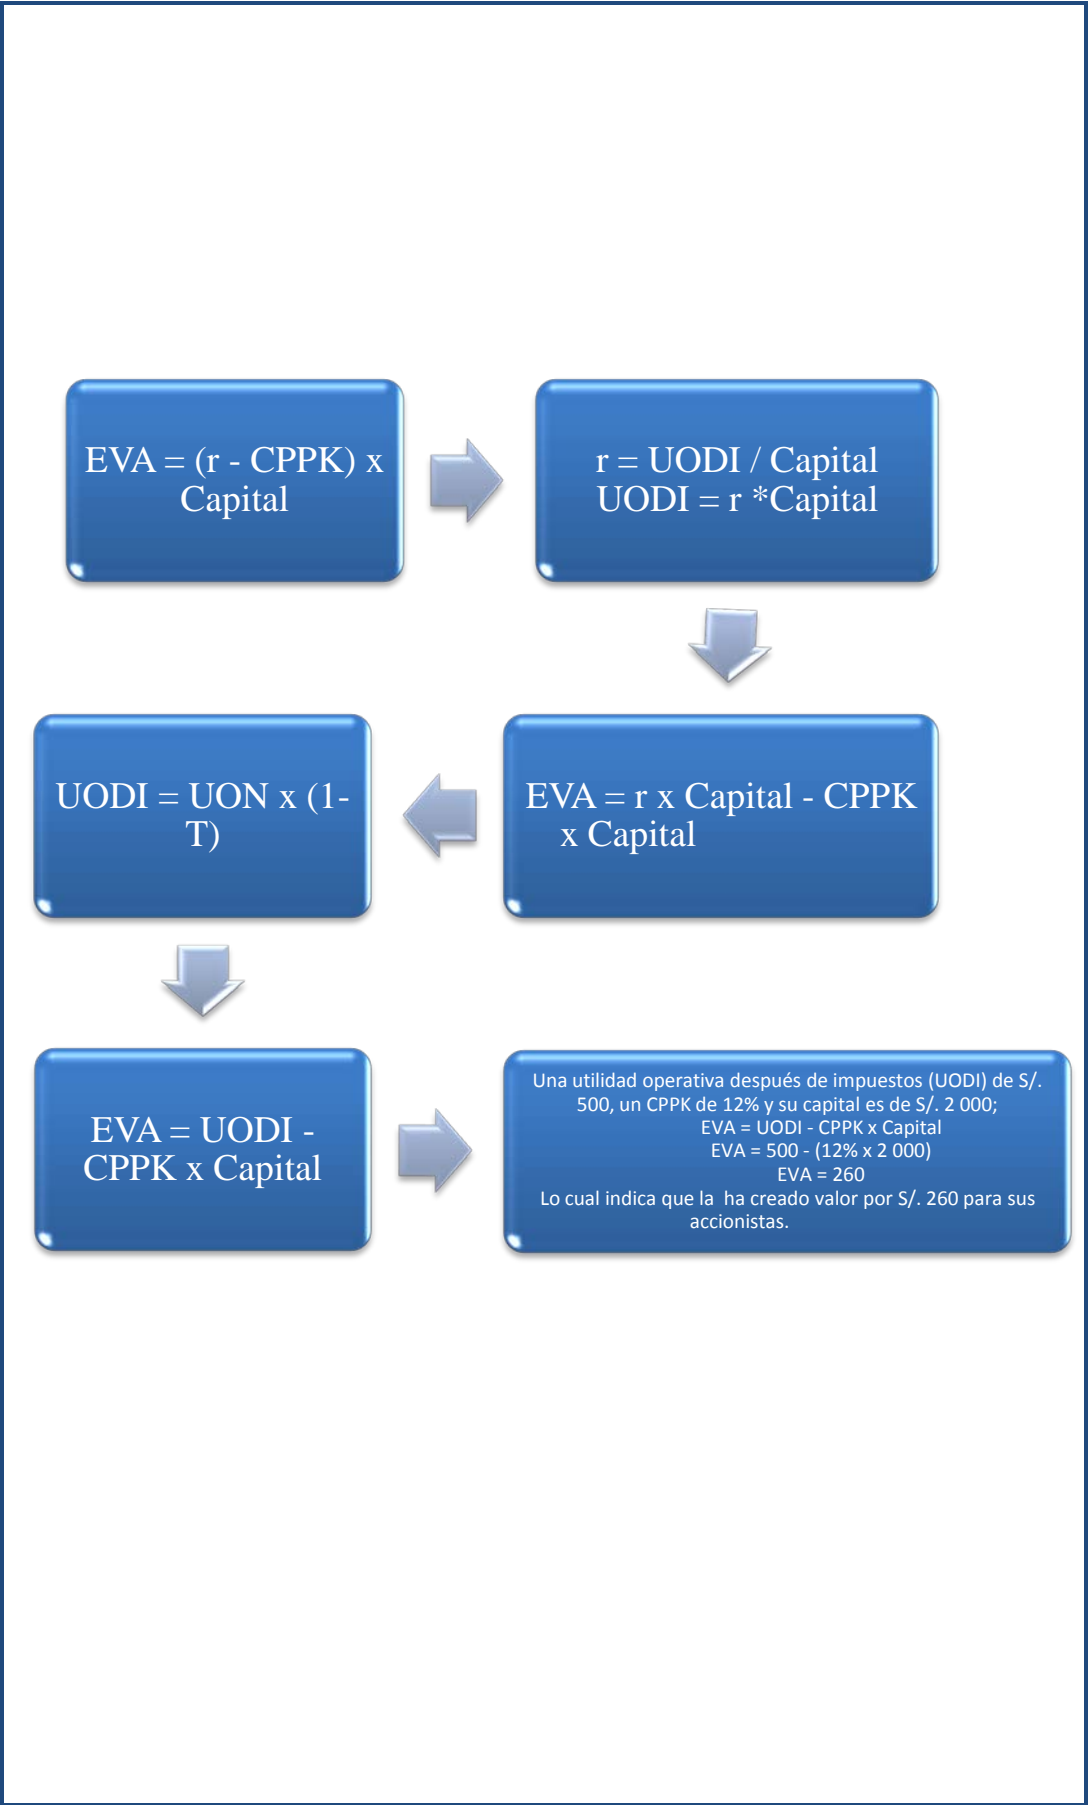 EVA = (r - CPPK) x
Capital
r = UODI / Capital
UODI = r *Capital
EVA = r x Capital - CPPK
x Capital
UODI = UON x (1-
T)
EVA = UODI -
CPPK x Capital
Una utilidad operativa después de impuestos (UODI) de S/.
500, un CPPK de 12% y su capital es de S/. 2 000;
EVA = UODI - CPPK x Capital
EVA = 500 - (12% x 2 000)
EVA = 260
Lo cual indica que la  ha creado valor por S/. 260 para sus
accionistas.